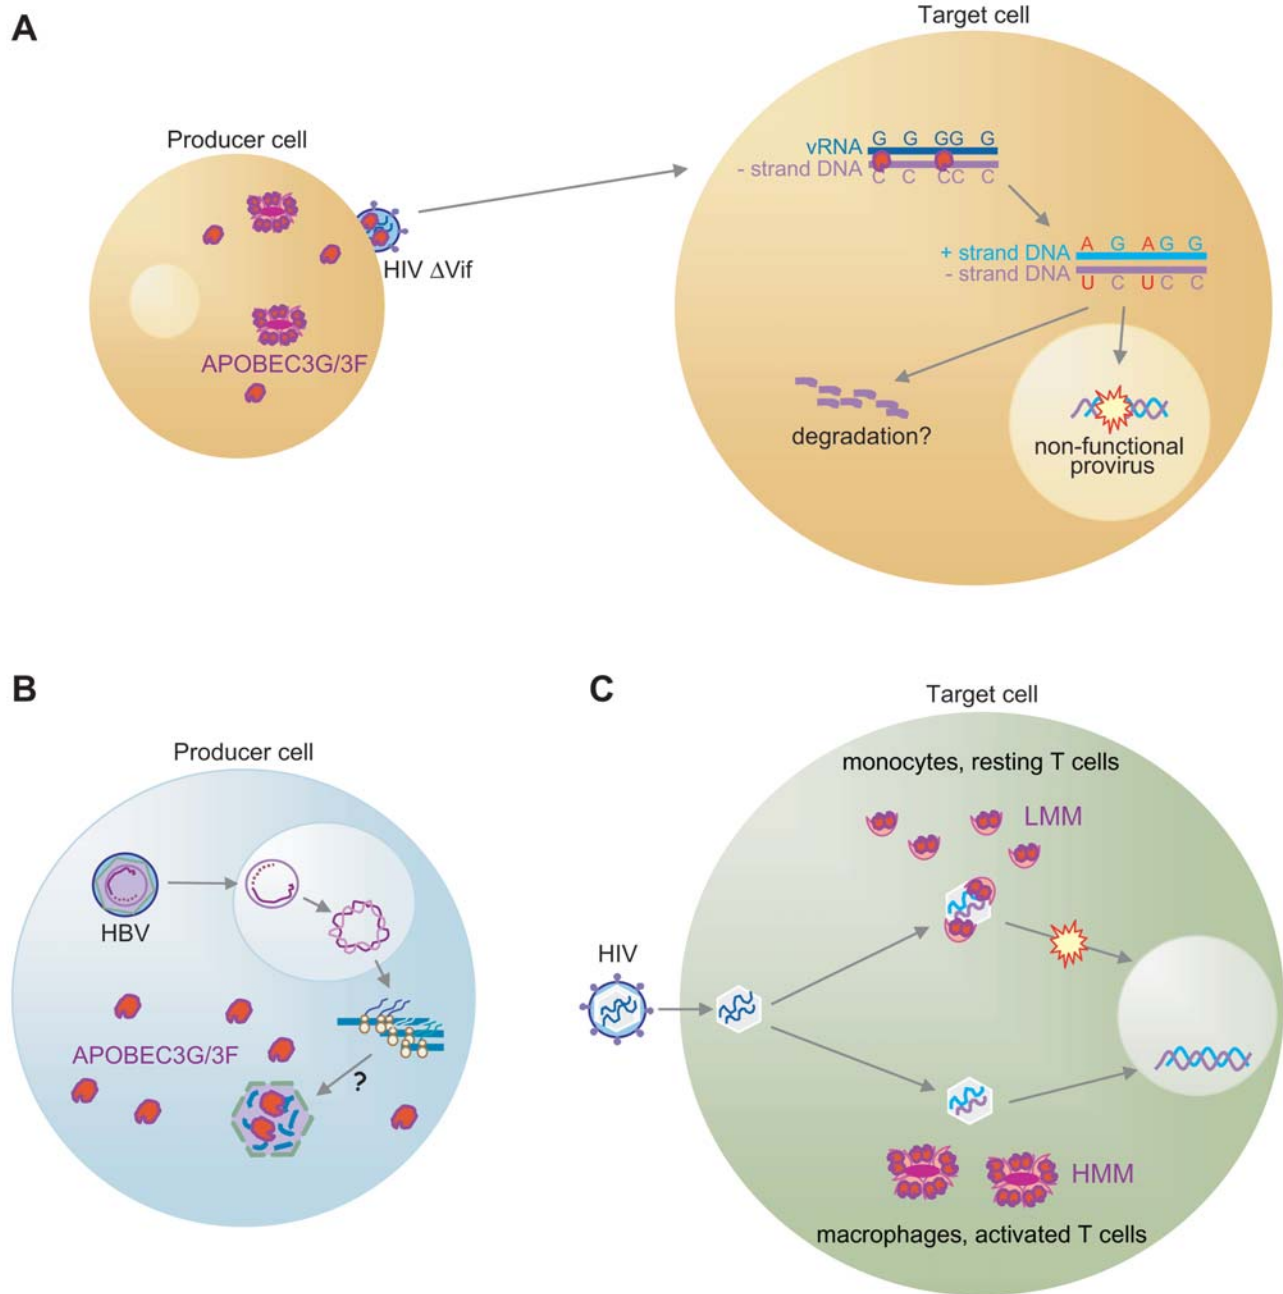 A
Target cell
Producer cell
G G GG G
vRNA
- strand DNA
C C CC C
HIV ΔVif
A G A G G
+ strand DNA
- strand DNA
U C U C C
APOBEC3G/3F
degradation?
non-functional
provirus
B
Producer cell
HBV
APOBEC3G/3F
?
C
Target cell
monocytes, resting T cells
LMM
HIV
HMM
macrophages, activated T cells